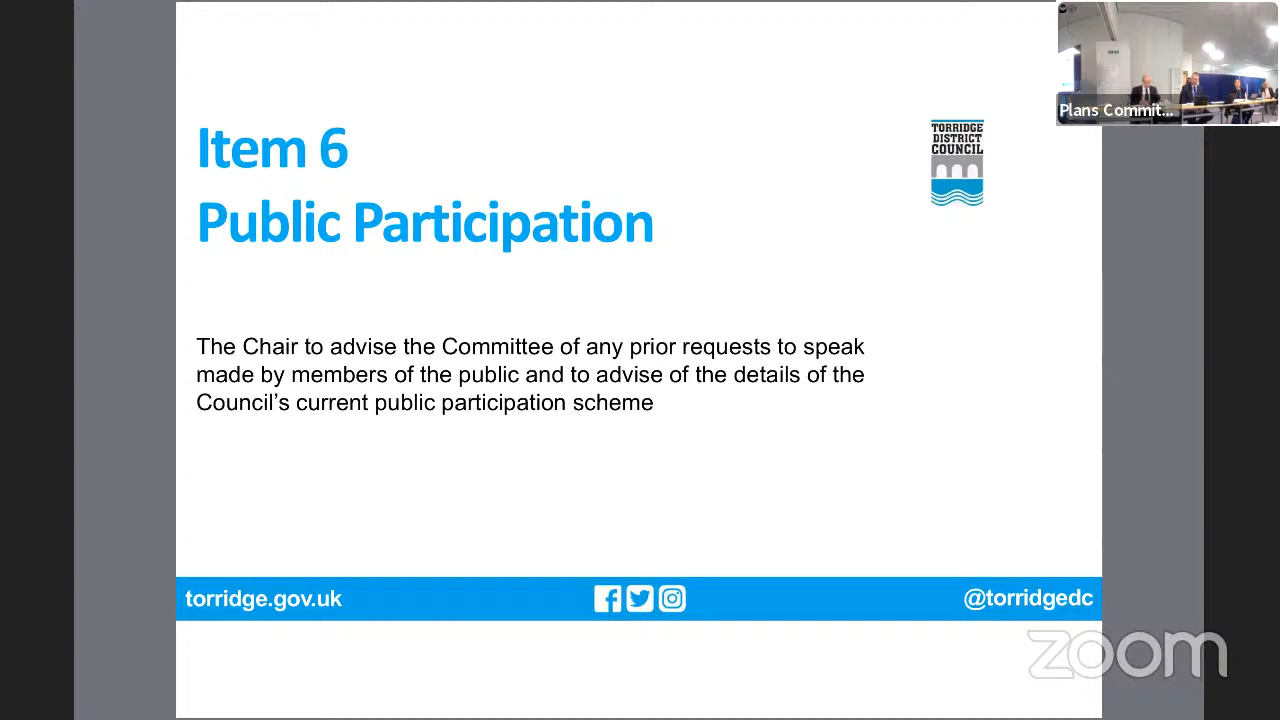 Plans Commit...
TORRIDGE
DISTRICT
COUNCIL
Item 6
Public Participation
The Chair to advise the Committee of any prior requests to speak
made by members of the public and to advise of the details of the
Council's current public participation scheme
torridge.gov.uk
@torridgedc
zoom